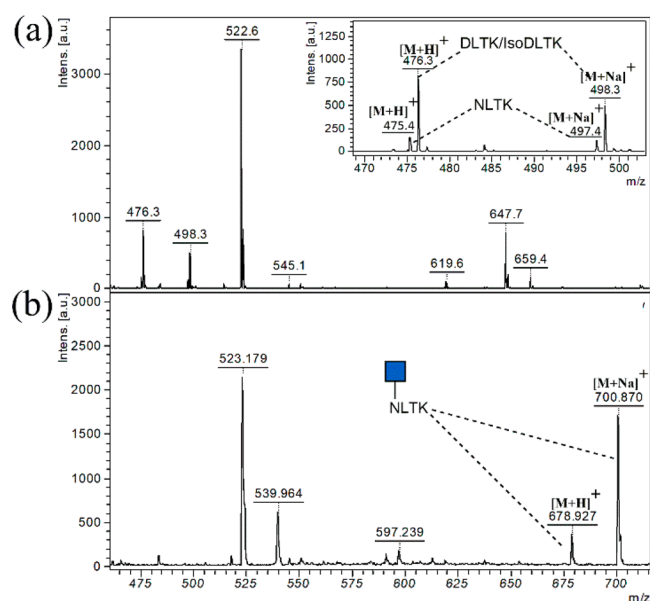 (a)
Intens. [a.u.]
3000
2000
1000
0
522.6
476.3
498.3
545.1
619.6
647.7
659.4
Intens. [a.u.]
1250
1000
750
500
250
0
[M+H]+
476.3
DLTK/IsoDLTK
[M+Na]+
498.3
[M+H]+
475.4
NLTK
[M+Na]+
497.4
470 475 480 485 490 495 500
m/z
m/z
(b)
Intens. [a.u.]
3000
2500
2000
1500
1000
500
0
523.179
539.964
597.239
NLTK
[M+Na]+
700.870
[M+H]+
678.927
475 500 525 550 575 600 625 650 675 700
m/z